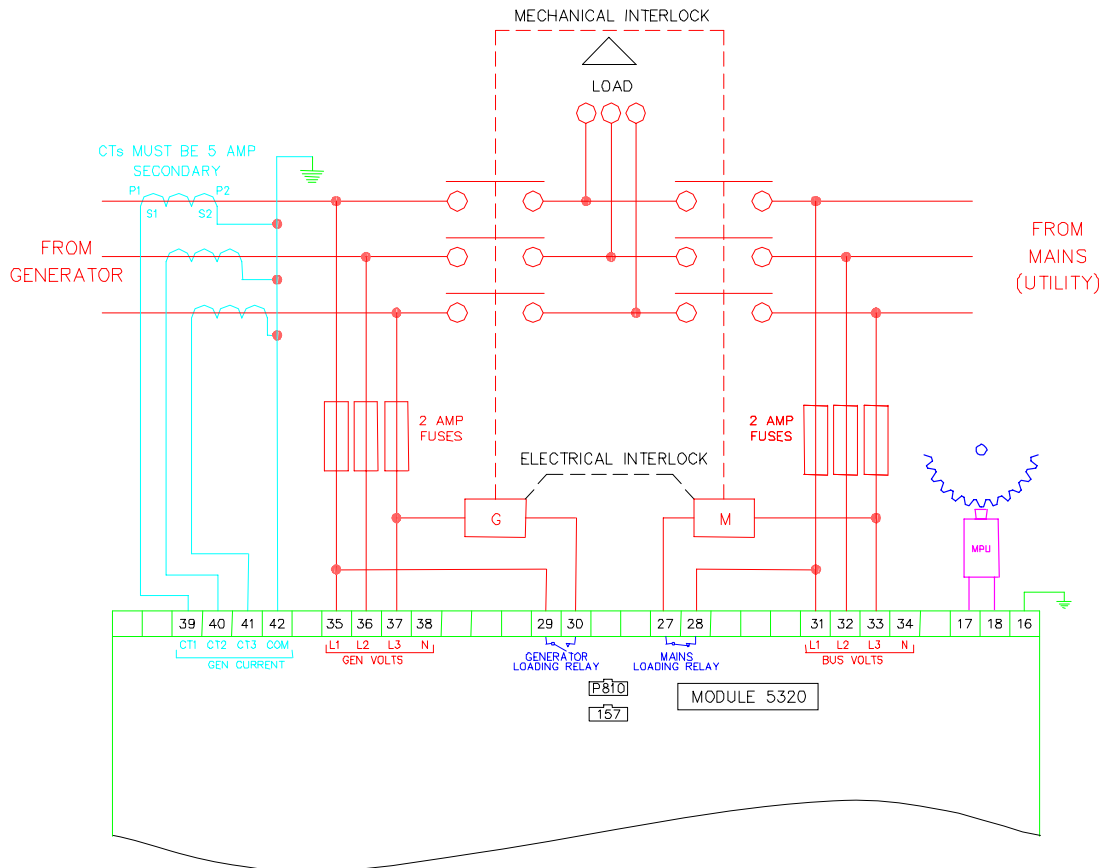 MECHANICAL INTERLOCK
LOAD
CTs MUST BE 5 AMP
SECONDARY
P1
P2
S1
S2
FROM
GENERATOR
FROM
MAINS
(UTILITY)
2 AMP
FUSES
2 AMP
FUSES
ELECTRICAL INTERLOCK
G
M
MPU
39 40 41 42 35 36 37 38 29 30 27 28 31 32 33 34 17 18 16
CT1 CT2 CT3 COM
GEN CURRENT
L1 L2 L3 N
GEN VOLTS
GENERATOR
LOADING RELAY
MAINS
LOADING RELAY
L1 L2 L3 N
BUS VOLTS
P810
157
MODULE 5320